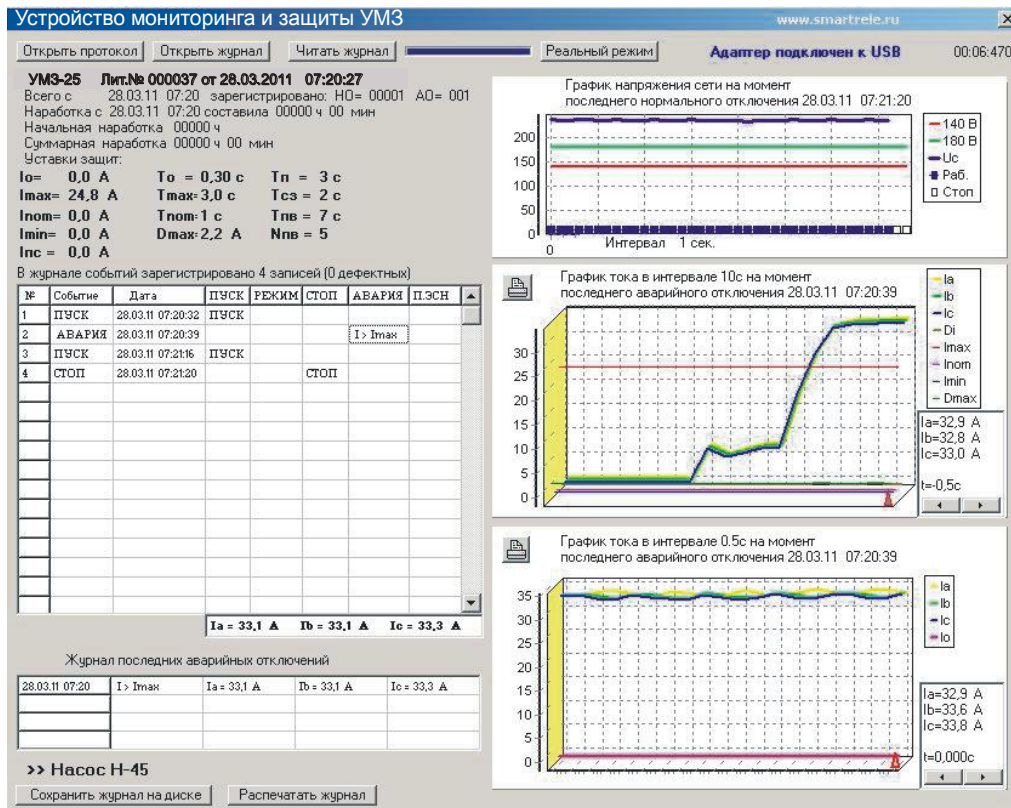 Устройство мониторинга и защиты УМЗ
www.smartrele.ru
X
Открыть протокол
Открыть журнал
Читать журнал
Реальный режим
Адаптер подключен к USB
00:06:470
УМЗ-25 Лит.№ 000037 от 28.03.2011 07:20:27
Всего с 28.03.11 07:20 зарегистрировано: НО= 00001 АО= 001
Наработка с 28.03.11 07:20 составила 00000 ч 00 мин
Начальная наработка 00000 ч
Суммарная наработка 00000 ч 00 мин
Уставки защит:
Io= 0,0 A To = 0,30 c Tп = 3 c
Imax= 24,8 A Tmax=3,0 c Tсз = 2 c
Inom= 0,0 A Tnom=1 c Tпв = 7 c
Imin= 0,0 A Dmax=2,2 A Nпв = 5
Iпс = 0,0 A
В журнале событий зарегистрировано 4 записей (0 дефектных)
№ Событие Дата ПУСК РЕЖИМ СТОП АВАРИЯ П.ЭСН
1 ПУСК 28.03.11 07:20:32 ПУСК
2 АВАРИЯ 28.03.11 07:20:39 I > Imax
3 ПУСК 28.03.11 07:21:16 ПУСК
4 СТОП 28.03.11 07:21:20 СТОП
Ia = 33,1 A Ib = 33,1 A Ic = 33,3 A
Журнал последних аварийных отключений
28.03.11 07:20 I > Imax Ia = 33,1 A Ib = 33,1 A Ic = 33,3 A
>> Насос Н-45
Сохранить журнал на диске
Распечатать журнал
График напряжения сети на момент
последнего нормального отключения 28.03.11 07:21:20
200
150
100
50
0
0
Интервал 1 сек.
140 В
180 В
Uc
Раб.
Стоп
График тока в интервале 10с на момент
последнего аварийного отключения 28.03.11 07:20:39
30
25
20
15
10
5
0
Ia
Ib
Ic
Di
Imax
Inom
Imin
Dmax
Ia=32,9 A
Ib=32,8 A
Ic=33,0 A
t=-0,5c
График тока в интервале 0.5с на момент
последнего аварийного отключения 28.03.11 07:20:39
35
30
25
20
15
10
5
0
Ia
Ib
Ic
Io
Ia=32,9 A
Ib=33,6 A
Ic=33,8 A
t=0,000c